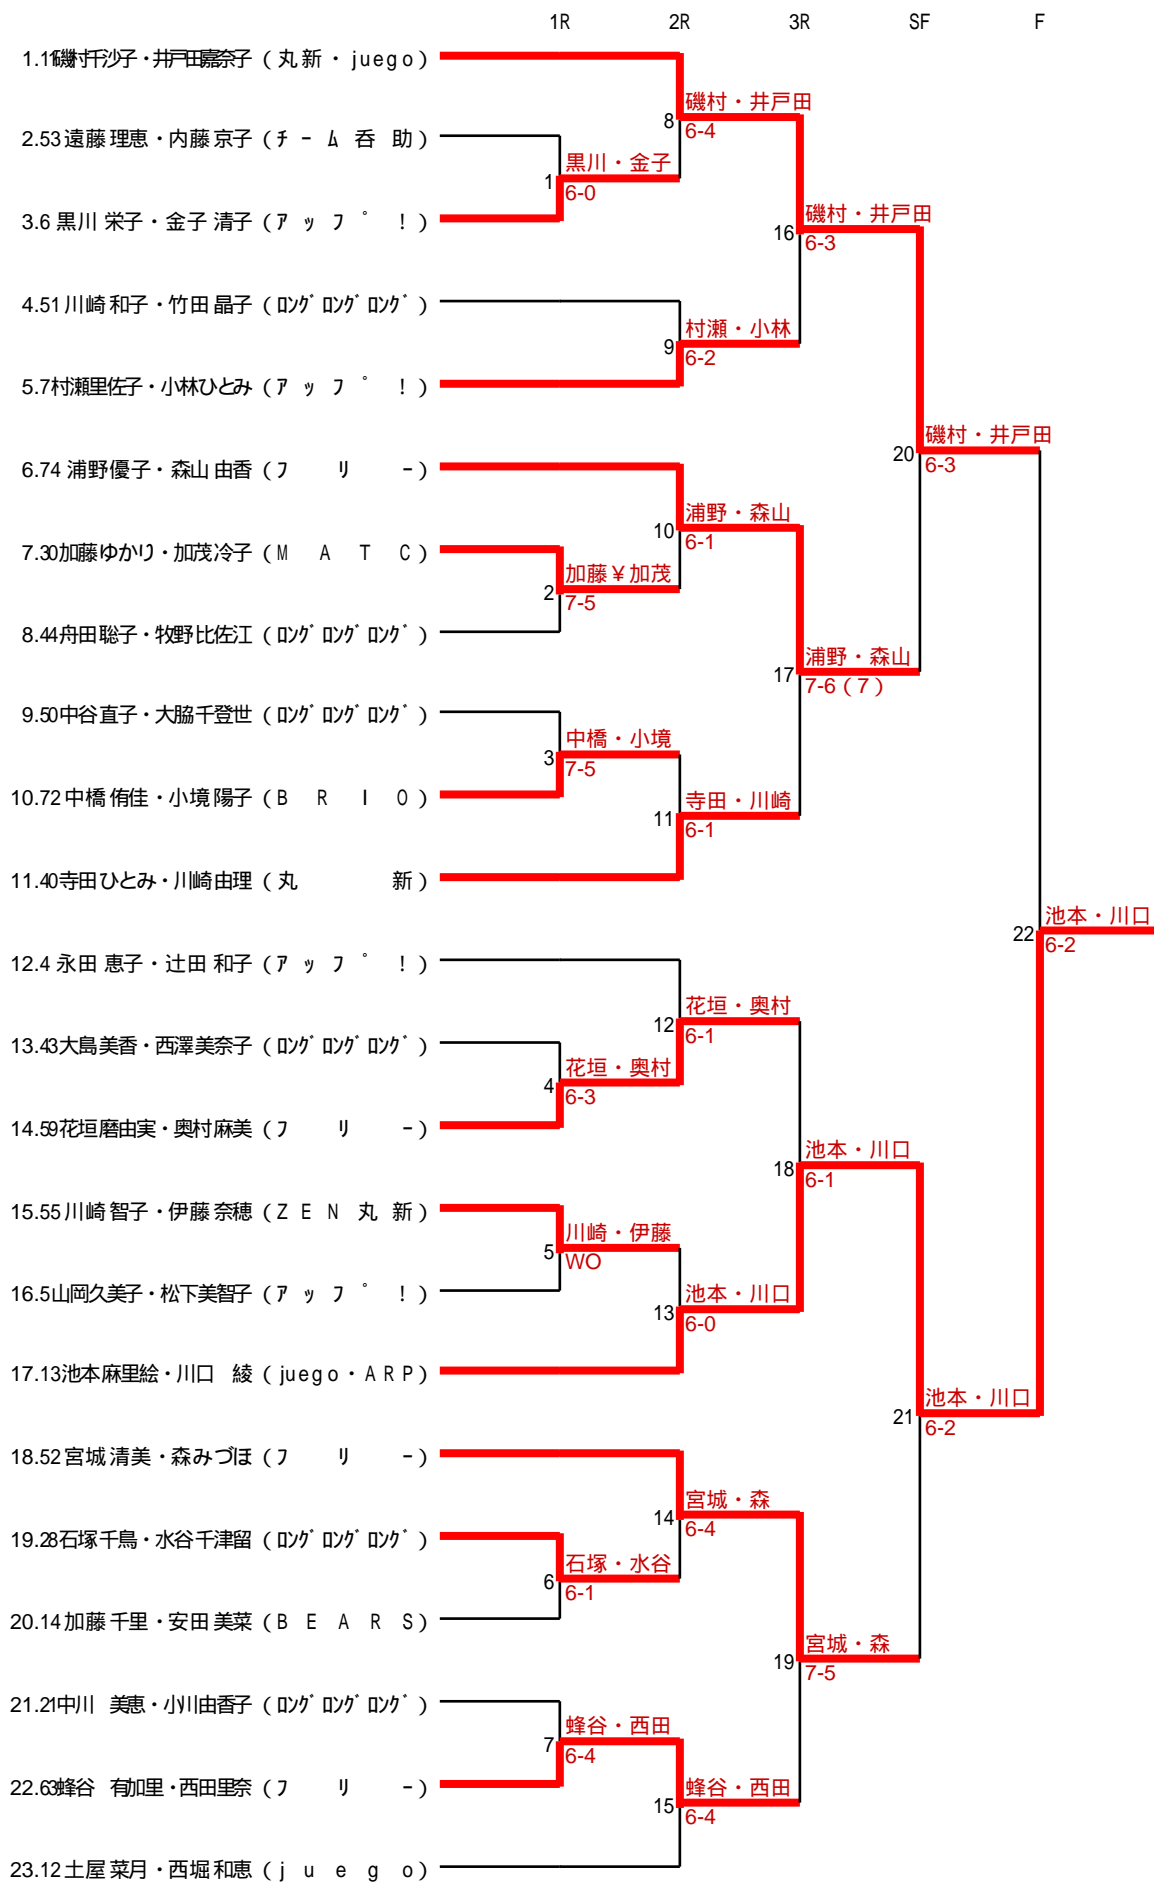 1R 2R 3R SF F
1.11磯村千沙子・井戸田嘉奈子 (丸新・juego)
磯村・井戸田
8
6-4
2.53 遠藤 理恵・内藤 京子 (ﾁｰﾑ呑助)
黒川・金子
1
6-0
3.6 黒川 栄子・金子 清子 (ｱｯﾌﾟ!)
磯村・井戸田
16
6-3
4.51 川崎 和子・竹田 晶子 (ﾛﾝｸﾞﾛﾝｸﾞﾛﾝｸﾞ)
村瀬・小林
9
6-2
5.7村瀬里佐子・小林ひとみ (ｱｯﾌﾟ!)
磯村・井戸田
20
6-3
6.74 浦野優子・森山 由香 (ﾌﾘｰ)
浦野・森山
10
6-1
7.30加藤ゆかり・加茂冷子 (MATC)
加藤￥加茂
2
7-5
8.44舟田聡子・牧野比佐江 (ﾛﾝｸﾞﾛﾝｸﾞﾛﾝｸﾞ)
浦野・森山
17
7-6(7)
9.50中谷直子・大脇千登世 (ﾛﾝｸﾞﾛﾝｸﾞﾛﾝｸﾞ)
中橋・小境
3
7-5
10.72 中橋 侑佳・小境 陽子 (BRIO)
寺田・川崎
11
6-1
11.40寺田ひとみ・川崎由理 (丸新)
池本・川口
22
6-2
12.4 永田 恵子・辻田 和子 (ｱｯﾌﾟ!)
花垣・奥村
12
6-1
13.43大島美香・西澤美奈子 (ﾛﾝｸﾞﾛﾝｸﾞﾛﾝｸﾞ)
花垣・奥村
4
6-3
14.59花垣磨由実・奥村麻美 (ﾌﾘｰ)
池本・川口
18
6-1
15.55 川崎 智子・伊藤 奈穂 (ZEN丸新)
川崎・伊藤
5
WO
16.5山岡久美子・松下美智子 (ｱｯﾌﾟ!)
池本・川口
13
6-0
17.13池本麻里絵・川口 綾 (juego・ARP)
池本・川口
21
6-2
18.52 宮城 清美・森みづほ (ﾌﾘｰ)
宮城・森
14
6-4
19.28石塚千鳥・水谷千津留 (ﾛﾝｸﾞﾛﾝｸﾞﾛﾝｸﾞ)
石塚・水谷
6
6-1
20.14 加藤 千里・安田 美菜 (BEARS)
宮城・森
19
7-5
21.21中川 美恵・小川由香子 (ﾛﾝｸﾞﾛﾝｸﾞﾛﾝｸﾞ)
蜂谷・西田
7
6-4
22.63蜂谷 有加里・西田里奈 (ﾌﾘｰ)
蜂谷・西田
15
6-4
23.12 土屋 菜月・西堀 和恵 (juego)